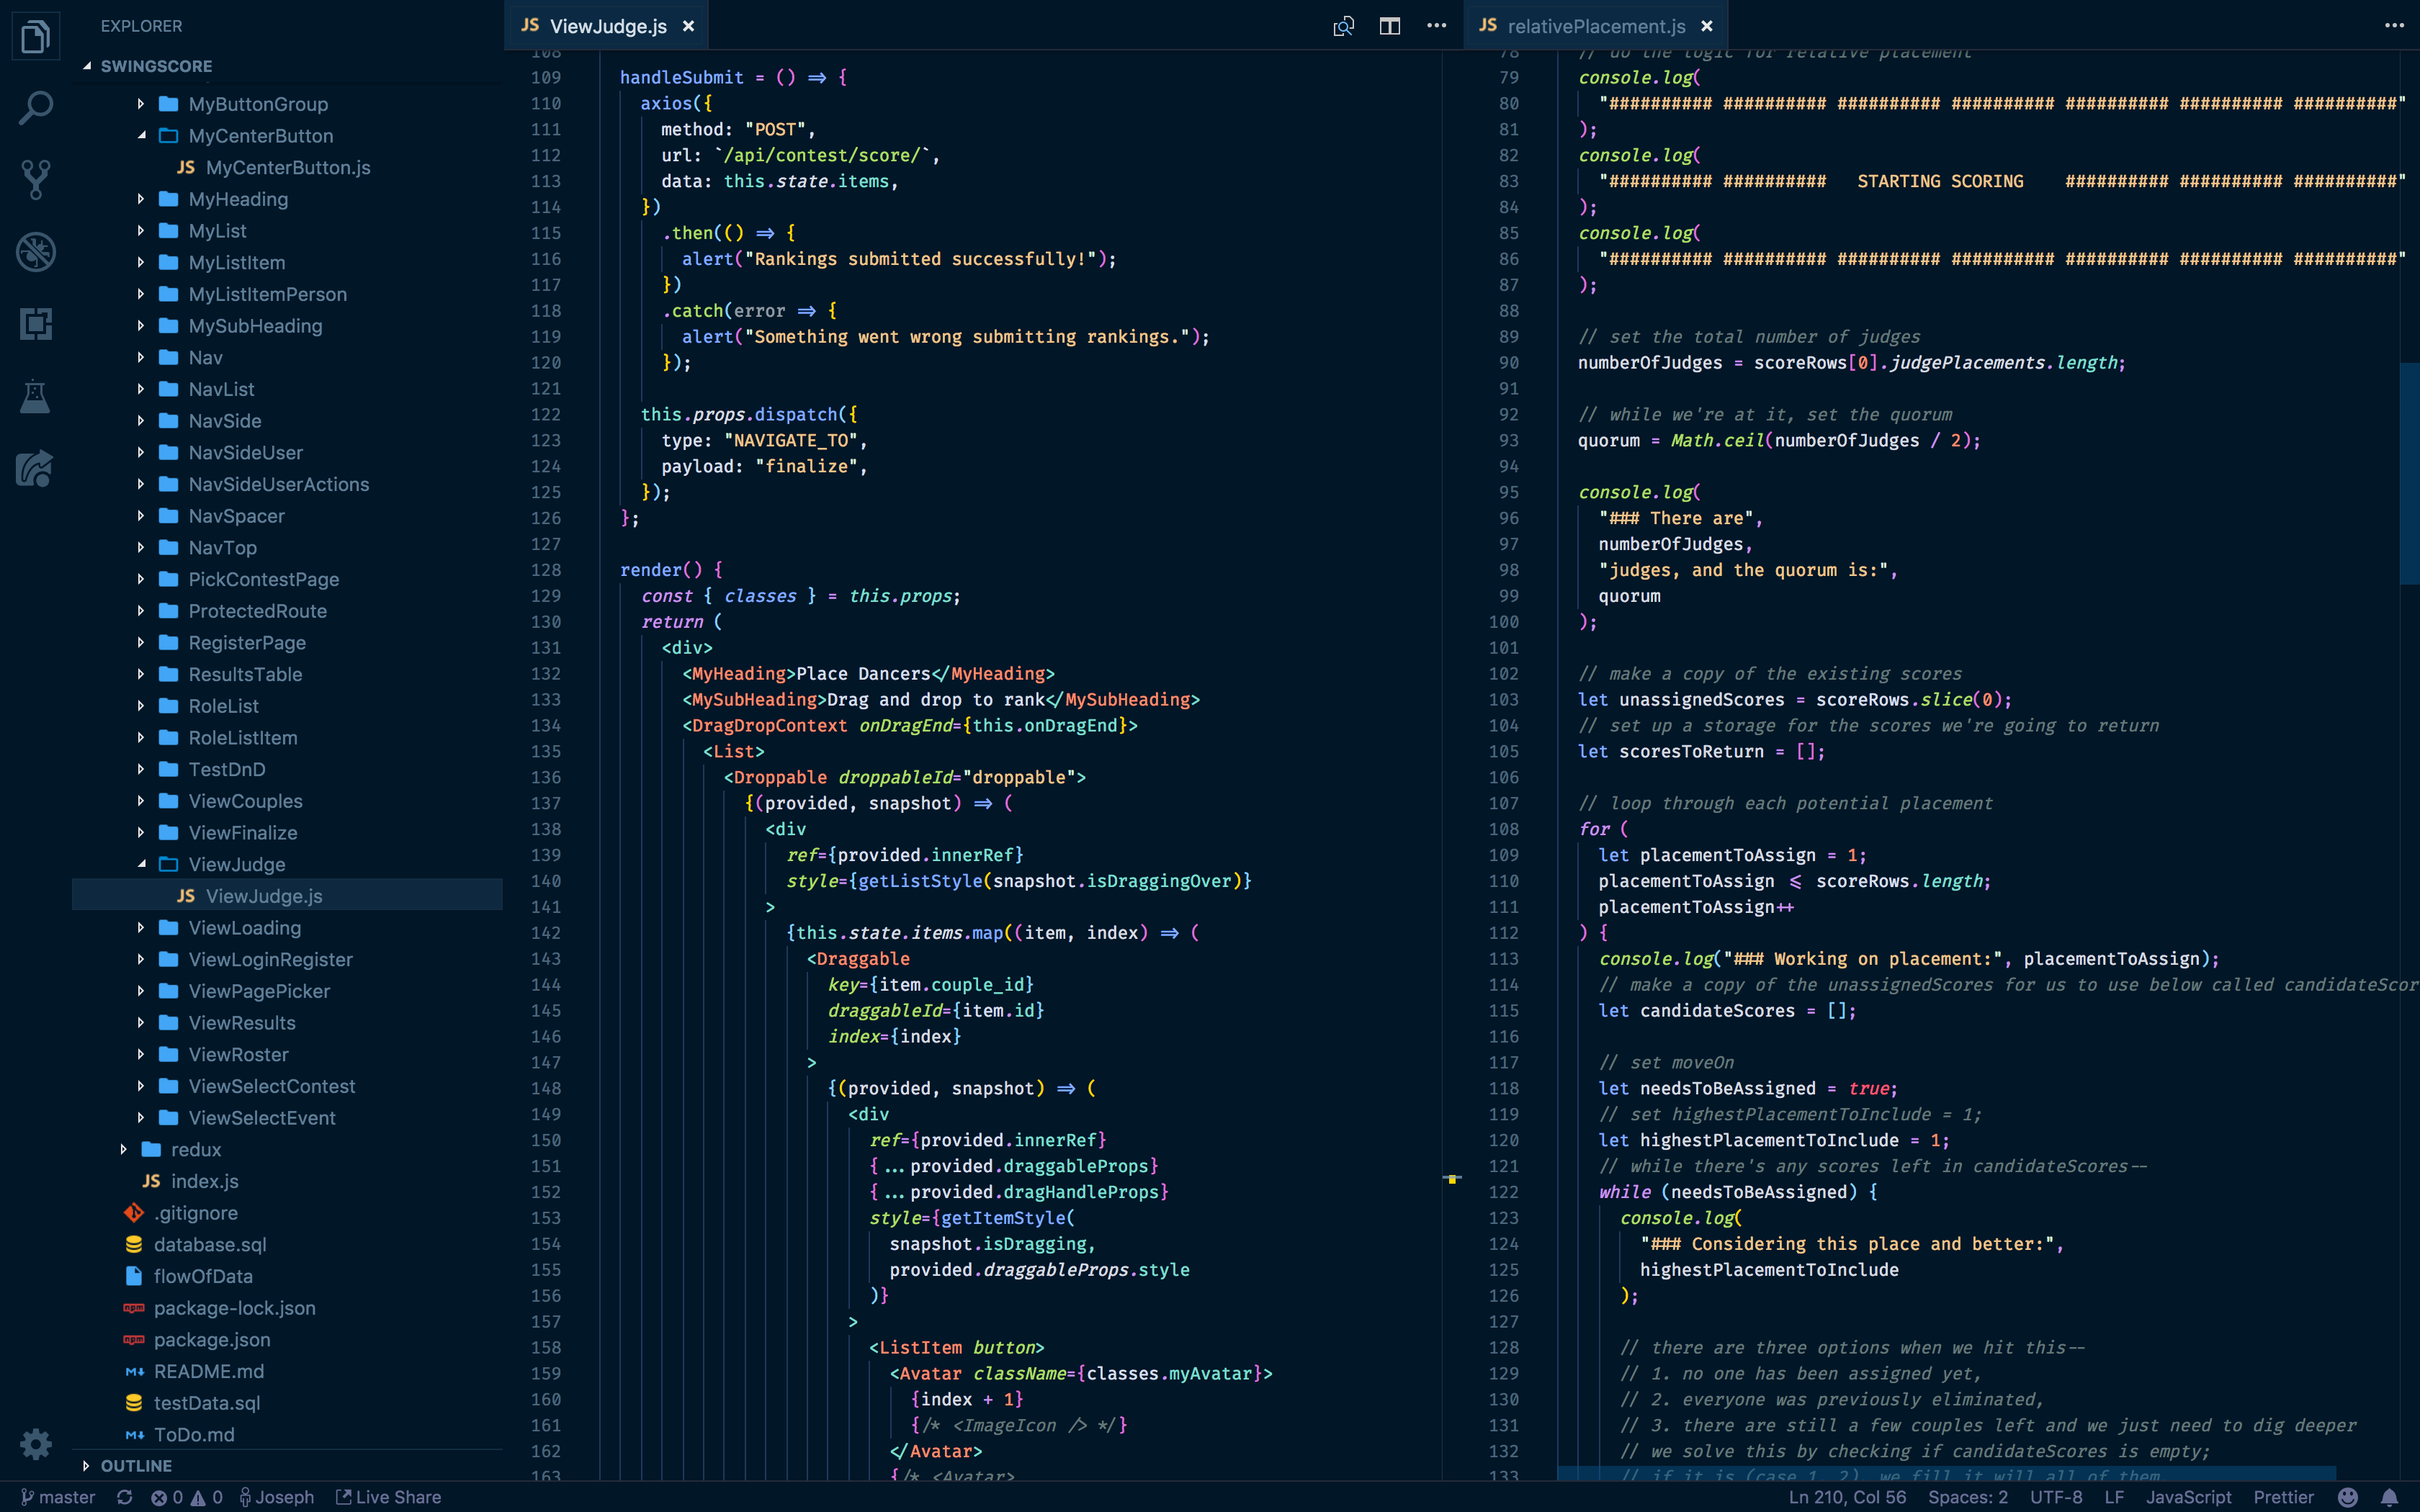 EXPLORER
SWINGSCORE
MyButtonGroup
MyCenterButton
JS MyCenterButton.js
MyHeading
MyList
MyListItem
MyListItemPerson
MySubHeading
Nav
NavList
NavSide
NavSideUser
NavSideUserActions
NavSpacer
NavTop
PickContestPage
ProtectedRoute
RegisterPage
ResultsTable
RoleList
RoleListItem
TestDnD
ViewCouples
ViewFinalize
ViewJudge
JS ViewJudge.js
ViewLoading
ViewLoginRegister
ViewPagePicker
ViewResults
ViewRoster
ViewSelectContest
ViewSelectEvent
redux
JS index.js
.gitignore
database.sql
flowOfData
npm package-lock.json
npm package.json
M↓ README.md
testData.sql
M↓ ToDo.md
OUTLINE
JS ViewJudge.js ×
108
109 handleSubmit = () => {
110 axios({
111 method: "POST",
112 url: `/api/contest/score/`,
113 data: this.state.items,
114 })
115 .then(() => {
116 alert("Rankings submitted successfully!");
117 })
118 .catch(error => {
119 alert("Something went wrong submitting rankings.");
120 });
121
122 this.props.dispatch({
123 type: "NAVIGATE_TO",
124 payload: "finalize",
125 });
126 };
127
128 render() {
129 const { classes } = this.props;
130 return (
131 <div>
132 <MyHeading>Place Dancers</MyHeading>
133 <MySubHeading>Drag and drop to rank</MySubHeading>
134 <DragDropContext onDragEnd={this.onDragEnd}>
135 <List>
136 <Droppable droppableId="droppable">
137 {(provided, snapshot) => (
138 <div
139 ref={provided.innerRef}
140 style={getListStyle(snapshot.isDraggingOver)}
141 >
142 {this.state.items.map((item, index) => (
143 <Draggable
144 key={item.couple_id}
145 draggableId={item.id}
146 index={index}
147 >
148 {(provided, snapshot) => (
149 <div
150 ref={provided.innerRef}
151 {...provided.draggableProps}
152 {...provided.dragHandleProps}
153 style={getItemStyle(
154 snapshot.isDragging,
155 provided.draggableProps.style
156 )}
157 >
158 <ListItem button>
159 <Avatar className={classes.myAvatar}>
160 {index + 1}
161 {/* <ImageIcon /> */}
162 </Avatar>
163 {/* <Avatar>
JS relativePlacement.js ×
78 // do the logic for relative placement
79 console.log(
80 "########## ########## ########## ########## ########## ########## ##########"
81 );
82 console.log(
83 "########## ########## STARTING SCORING ########## ########## ##########"
84 );
85 console.log(
86 "########## ########## ########## ########## ########## ########## ##########"
87 );
88
89 // set the total number of judges
90 numberOfJudges = scoreRows[0].judgePlacements.length;
91
92 // while we're at it, set the quorum
93 quorum = Math.ceil(numberOfJudges / 2);
94
95 console.log(
96 "### There are",
97 numberOfJudges,
98 "judges, and the quorum is:",
99 quorum
100 );
101
102 // make a copy of the existing scores
103 let unassignedScores = scoreRows.slice(0);
104 // set up a storage for the scores we're going to return
105 let scoresToReturn = [];
106
107 // loop through each potential placement
108 for (
109 let placementToAssign = 1;
110 placementToAssign <= scoreRows.length;
111 placementToAssign++
112 ) {
113 console.log("### Working on placement:", placementToAssign);
114 // make a copy of the unassignedScores for us to use below called candidateScor
115 let candidateScores = [];
116
117 // set moveOn
118 let needsToBeAssigned = true;
119 // set highestPlacementToInclude = 1;
120 let highestPlacementToInclude = 1;
121 // while there's any scores left in candidateScores--
122 while (needsToBeAssigned) {
123 console.log(
124 "### Considering this place and better:",
125 highestPlacementToInclude
126 );
127
128 // there are three options when we hit this--
129 // 1. no one has been assigned yet,
130 // 2. everyone was previously eliminated,
131 // 3. there are still a few couples left and we just need to dig deeper
132 // we solve this by checking if candidateScores is empty;
133 // if it is (case 1, 2), we fill it will all of them
master 0 0 Joseph Live Share Ln 210, Col 56 Spaces: 2 UTF-8 LF JavaScript Prettier